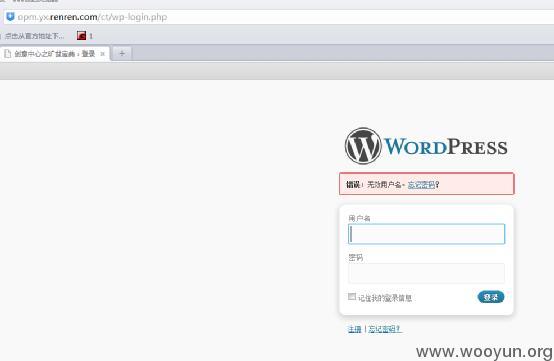 opm.yx.renren.com/ct/wp-login.php
点击从官方地址下... 1
创意中心之旷世宝典 › 登录
WORDPRESS
错误：无效用户名。忘记密码？
用户名
密码
记住我的登录信息 登录
注册 | 忘记密码？
www.wooyun.org